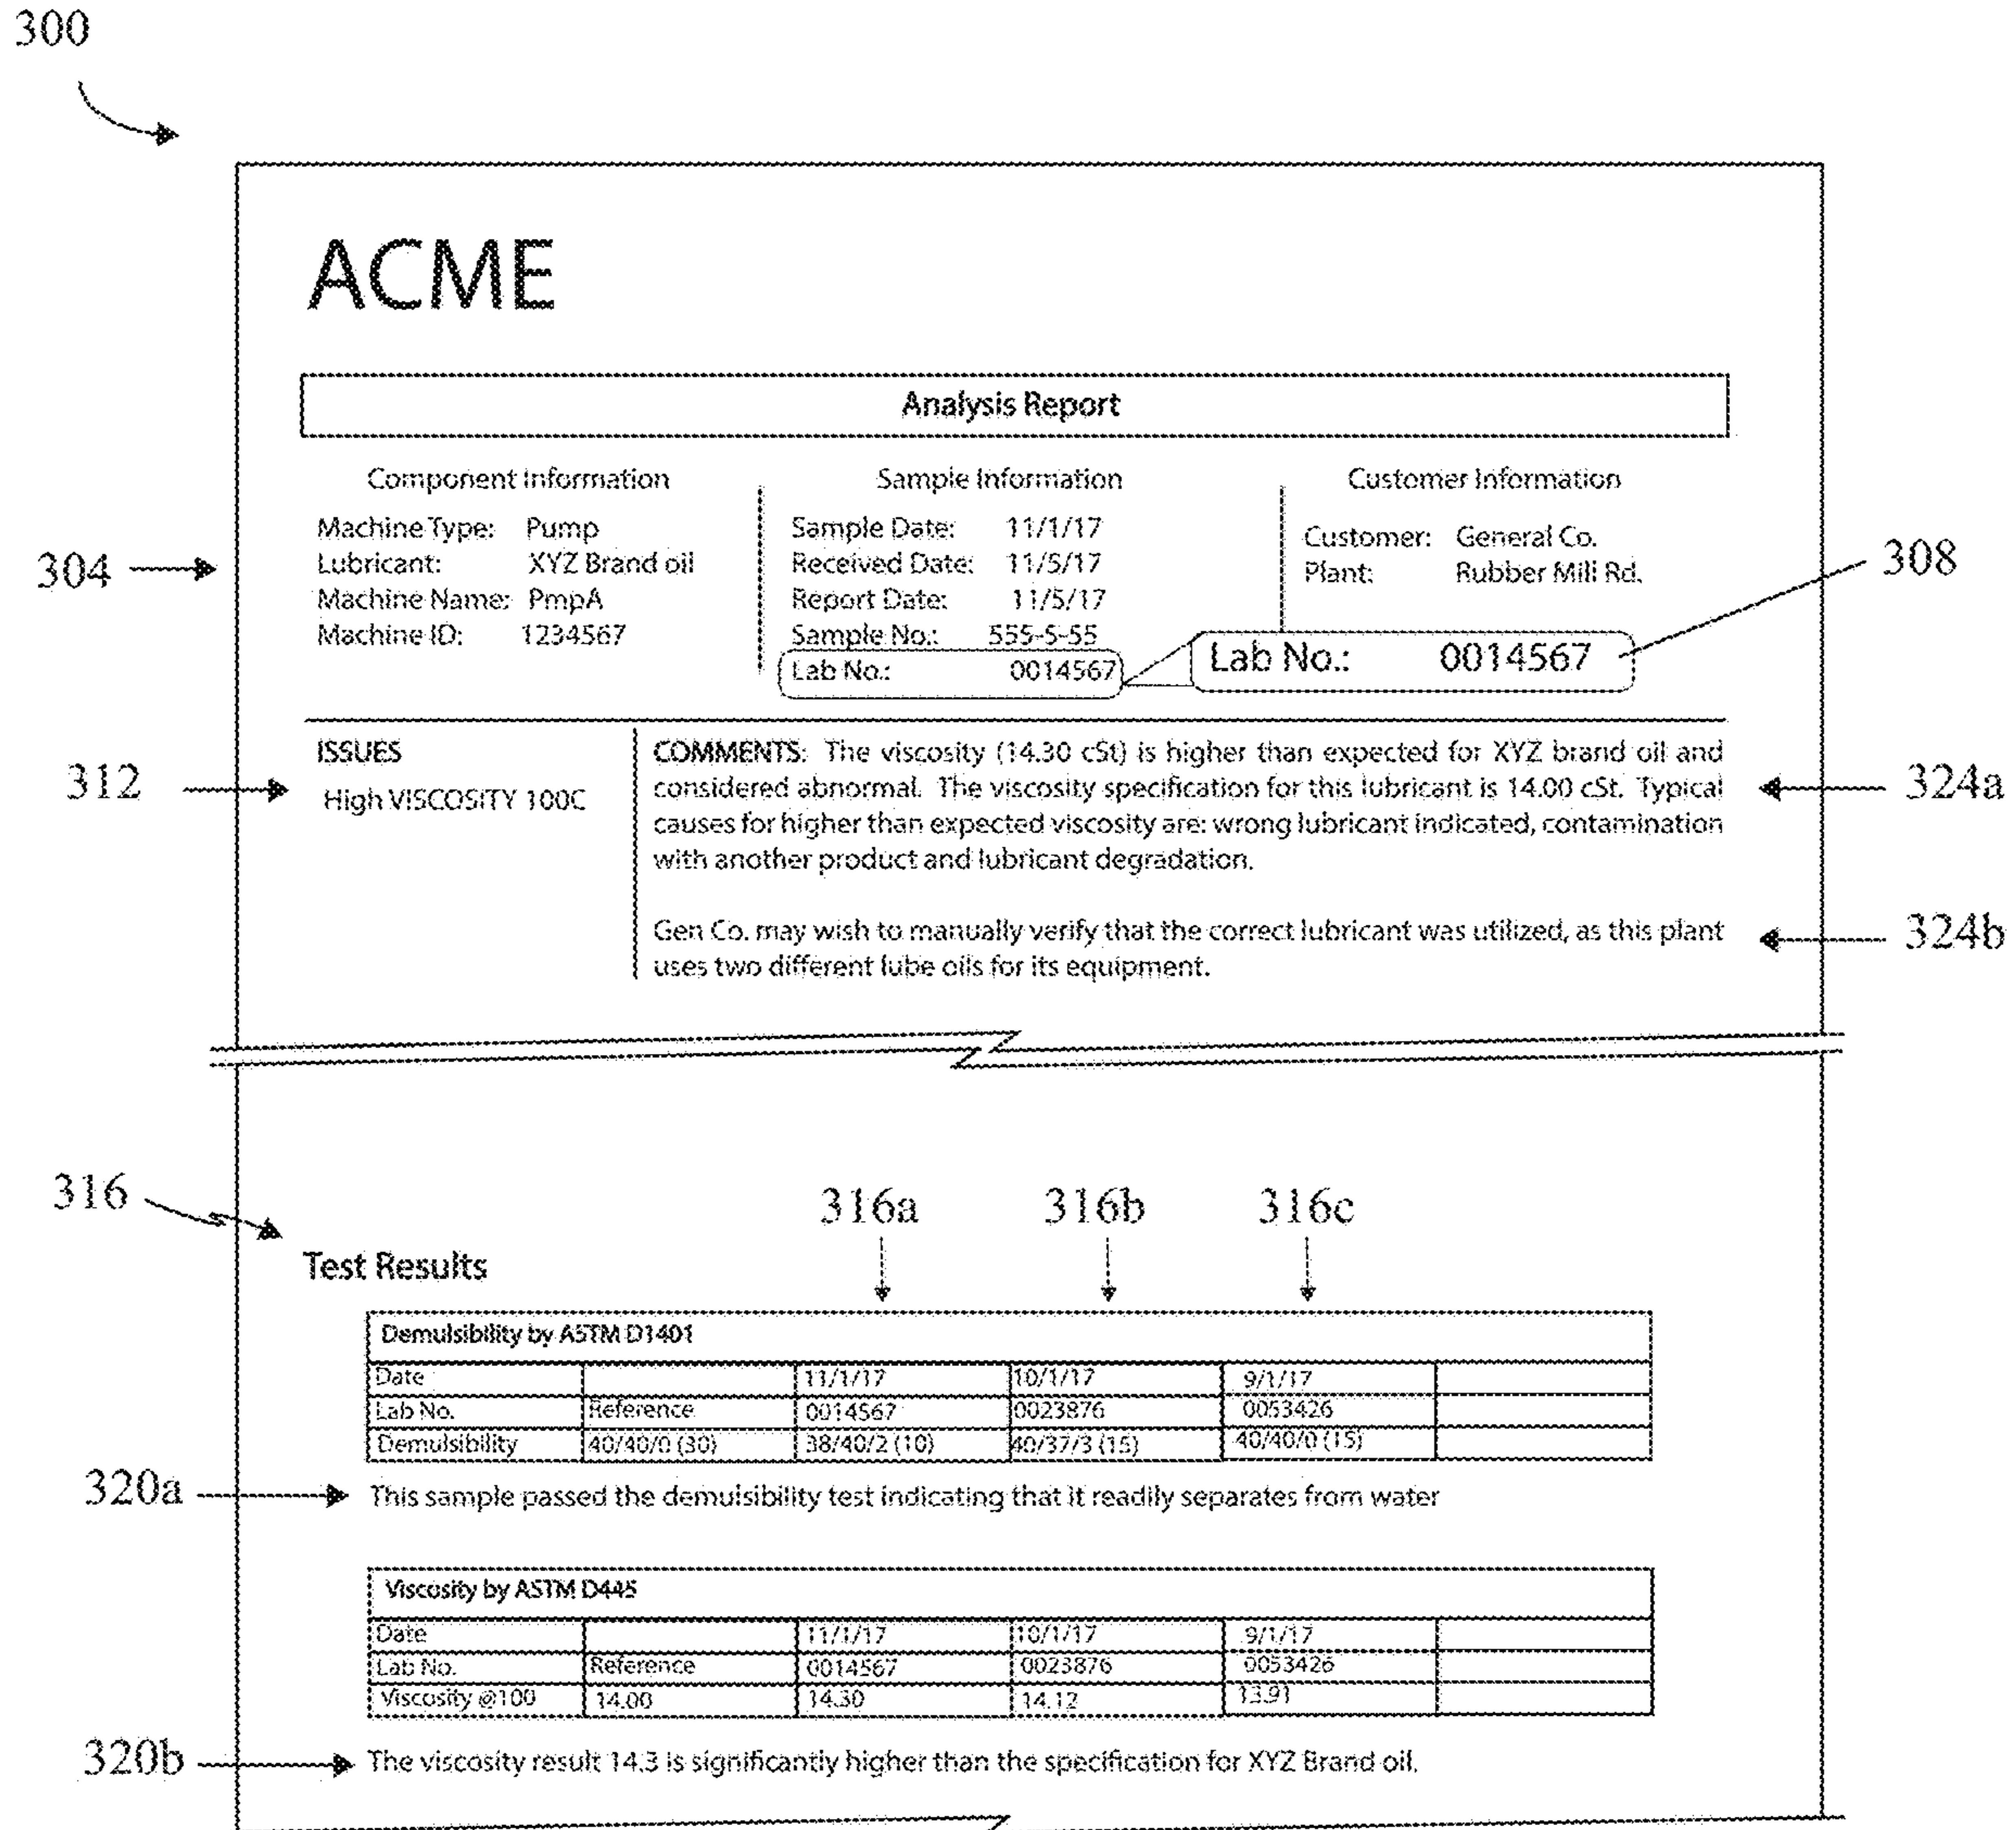 300
ACME
Analysis Report
Component Information
Machine Type: Pump
Lubricant: XYZ Brand oil
Machine Name: PmpA
Machine ID: 1234567
Sample Information
Sample Date: 11/1/17
Received Date: 11/5/17
Report Date: 11/5/17
Sample No.: 555-5-55
Lab No.: 0014567
Customer Information
Customer: General Co.
Plant: Rubber Mill Rd.
Lab No.: 0014567
304
308
ISSUES
High VISCOSITY 100C
312
COMMENTS: The viscosity (14.30 cSt) is higher than expected for XYZ brand oil and
considered abnormal. The viscosity specification for this lubricant is 14.00 cSt. Typical
causes for higher than expected viscosity are: wrong lubricant indicated, contamination
with another product and lubricant degradation.
324a
Gen Co. may wish to manually verify that the correct lubricant was utilized, as this plant
uses two different lube oils for its equipment.
324b
316
316a 316b 316c
Test Results
Demulsibility by ASTM D1401
Date 11/1/17 10/1/17 9/1/17
Lab No. Reference 0014567 0023876 0053426
Demulsibility 40/40/0 (30) 38/40/2 (10) 40/37/3 (15) 40/40/0 (15)
320a
This sample passed the demulsibility test indicating that it readily separates from water
Viscosity by ASTM D445
Date 11/1/17 10/1/17 9/1/17
Lab No. Reference 0014567 0023876 0053426
Viscosity @100 14.00 14.30 14.12 13.91
320b
The viscosity result 14.3 is significantly higher than the specification for XYZ Brand oil.